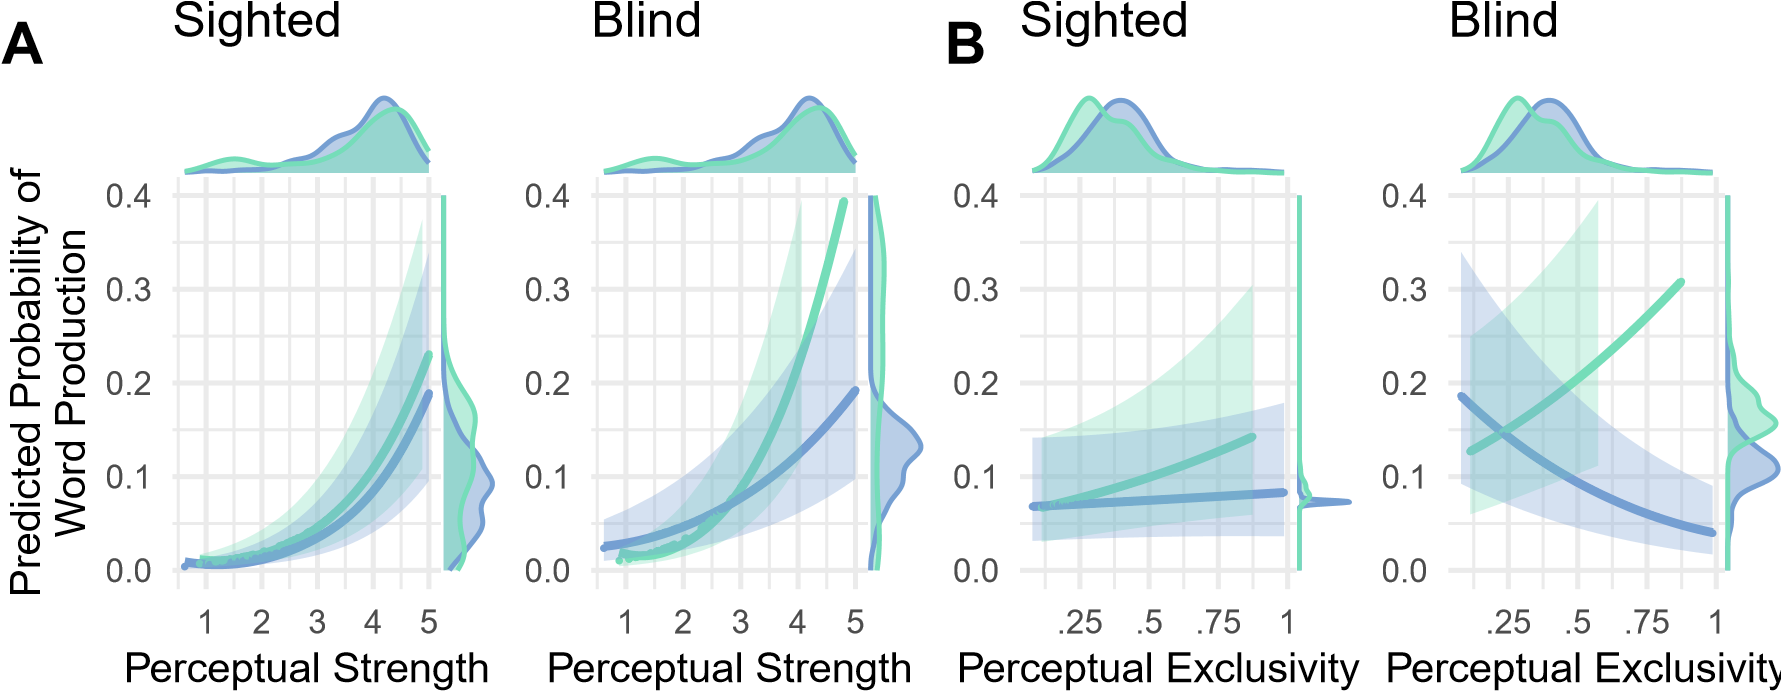 A
Sighted
Blind
B
Sighted
Blind
Predicted Probability of
Word Production
0.4
0.3
0.2
0.1
0.0
0.4
0.3
0.2
0.1
0.0
0.4
0.3
0.2
0.1
0.0
0.4
0.3
0.2
0.1
0.0
1 2 3 4 5
1 2 3 4 5
.25 .5 .75 1
.25 .5 .75 1
Perceptual Strength
Perceptual Strength
Perceptual Exclusivity
Perceptual Exclusivity